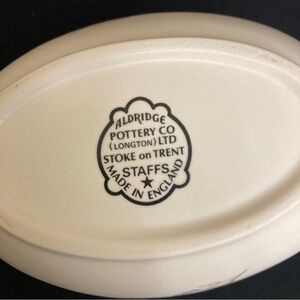 ALDRIDGE
POTTERY CO
(LONGTON) LTD
STOKE on TRENT
STAFFS
★
MADE IN ENGLAND